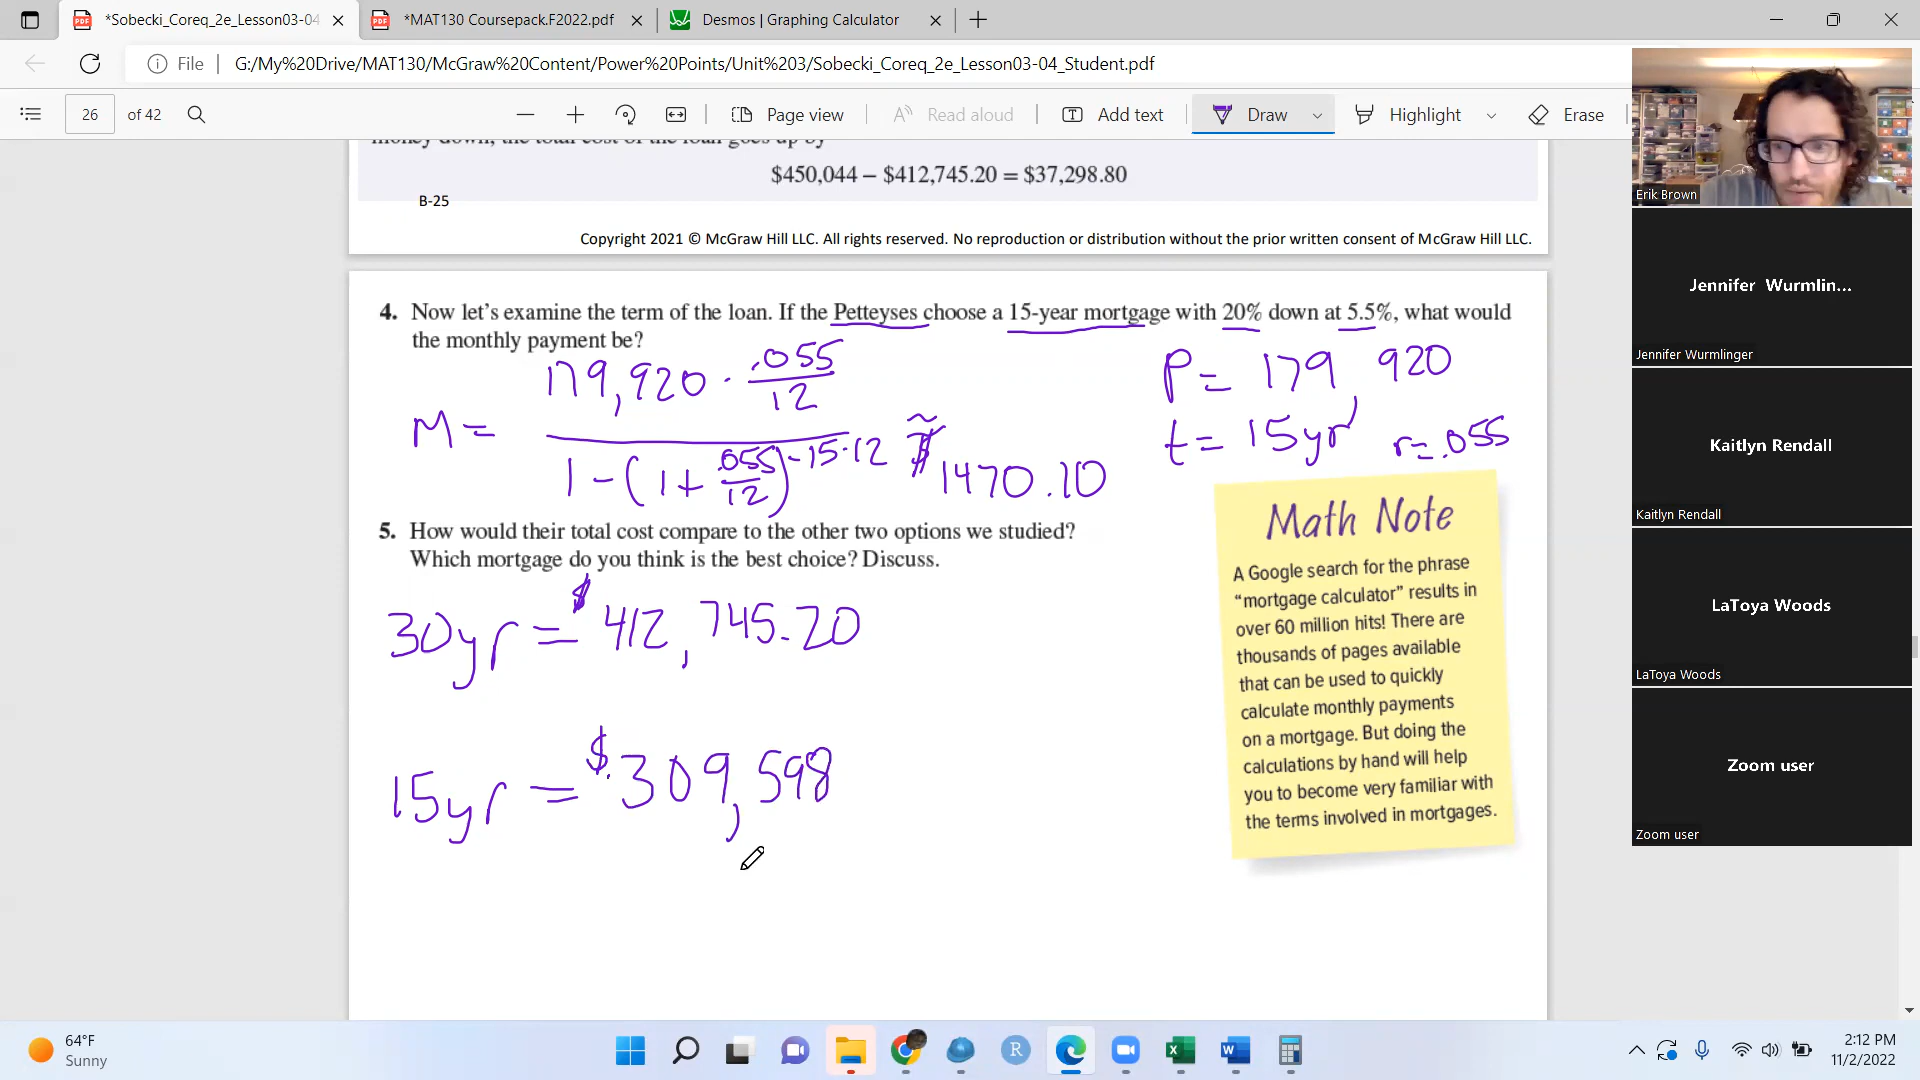 *Sobecki_Coreq_2e_Lesson03-04
*MAT130 Coursepack.F2022.pdf
Desmos | Graphing Calculator
File
G:/My%20Drive/MAT130/McGraw%20Content/Power%20Points/Unit%203/Sobecki_Coreq_2e_Lesson03-04_Student.pdf
26 of 42
Page view
Read aloud
Add text
Draw
Highlight
Erase
money down, the total cost of the loan goes up by
$450,044 − $412,745.20 = $37,298.80
B-25
Copyright 2021 © McGraw Hill LLC. All rights reserved. No reproduction or distribution without the prior written consent of McGraw Hill LLC.
4. Now let's examine the term of the loan. If the Petteyses choose a 15-year mortgage with 20% down at 5.5%, what would
the monthly payment be?
179,920 · .055
12
M =
1 - (1 + .055
12) - 15 · 12
≈ $1470.10
P = 179,920
t = 15yr r = .055
5. How would their total cost compare to the other two options we studied?
Which mortgage do you think is the best choice? Discuss.
30yr = $412,745.20
15yr = $309,598
Math Note
A Google search for the phrase
“mortgage calculator” results in
over 60 million hits! There are
thousands of pages available
that can be used to quickly
calculate monthly payments
on a mortgage. But doing the
calculations by hand will help
you to become very familiar with
the terms involved in mortgages.
Erik Brown
Jennifer Wurmlin...
Jennifer Wurmlinger
Kaitlyn Rendall
Kaitlyn Rendall
LaToya Woods
LaToya Woods
Zoom user
Zoom user
64°F
Sunny
2:12 PM
11/2/2022